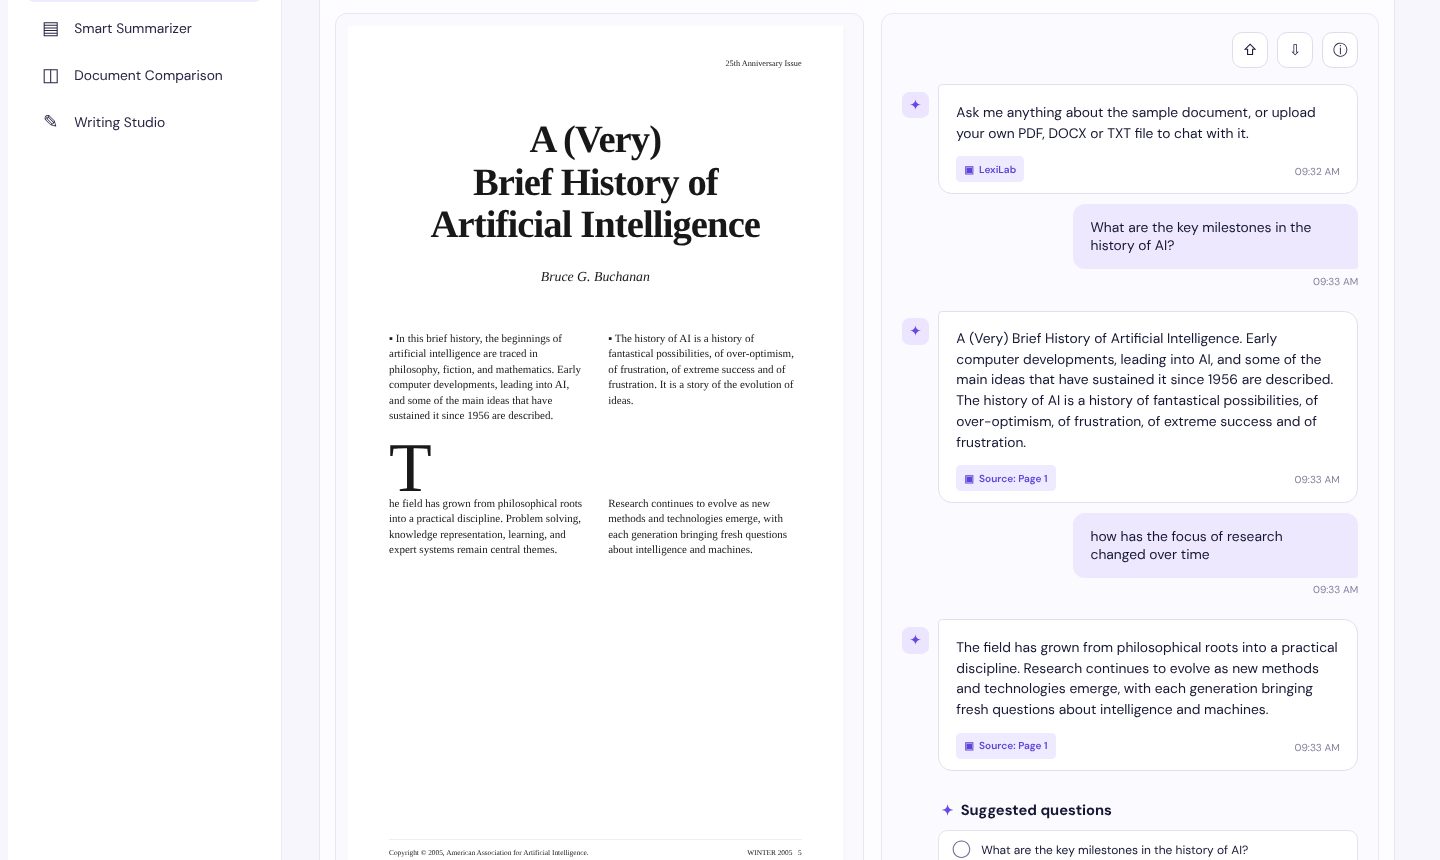 Smart Summarizer
Document Comparison
Writing Studio
25th Anniversary Issue
A (Very)
Brief History of
Artificial Intelligence
Bruce G. Buchanan
▪ In this brief history, the beginnings of
artificial intelligence are traced in
philosophy, fiction, and mathematics. Early
computer developments, leading into AI,
and some of the main ideas that have
sustained it since 1956 are described.
▪ The history of AI is a history of
fantastical possibilities, of over-optimism,
of frustration, of extreme success and of
frustration. It is a story of the evolution of
ideas.
T
he field has grown from philosophical roots
into a practical discipline. Problem solving,
knowledge representation, learning, and
expert systems remain central themes.
Research continues to evolve as new
methods and technologies emerge, with
each generation bringing fresh questions
about intelligence and machines.
Copyright © 2005, American Association for Artificial Intelligence.
WINTER 2005 5
Ask me anything about the sample document, or upload
your own PDF, DOCX or TXT file to chat with it.
LexiLab
09:32 AM
What are the key milestones in the
history of AI?
09:33 AM
A (Very) Brief History of Artificial Intelligence. Early
computer developments, leading into AI, and some of the
main ideas that have sustained it since 1956 are described.
The history of AI is a history of fantastical possibilities, of
over-optimism, of frustration, of extreme success and of
frustration.
Source: Page 1
09:33 AM
how has the focus of research
changed over time
09:33 AM
The field has grown from philosophical roots into a practical
discipline. Research continues to evolve as new methods
and technologies emerge, with each generation bringing
fresh questions about intelligence and machines.
Source: Page 1
09:33 AM
Suggested questions
What are the key milestones in the history of AI?